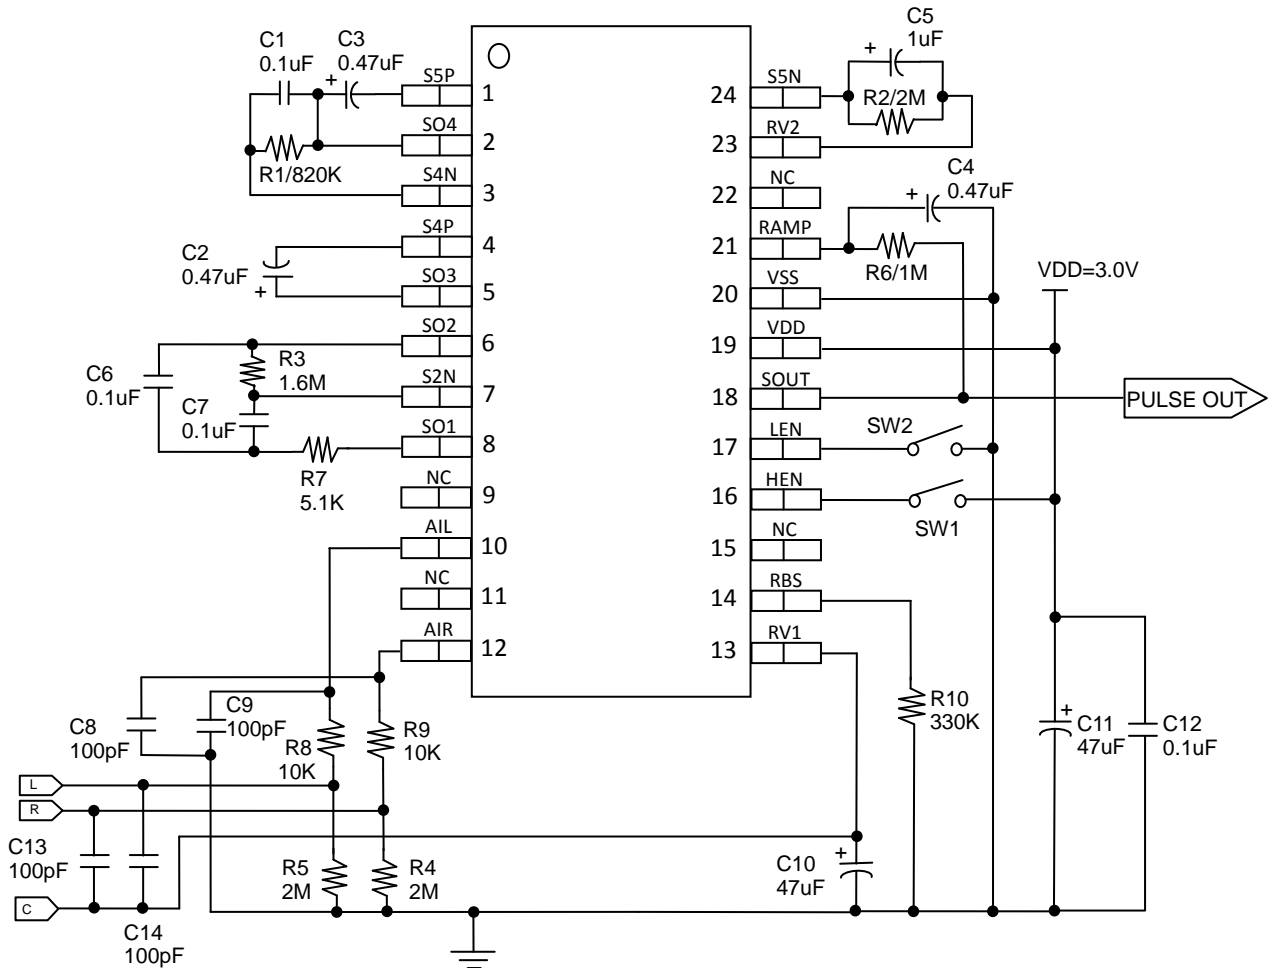 C1
0.1uF
C3
0.47uF
+
S5P
1
SO4
2
R1/820K
S4N
3
S4P
4
C2
0.47uF
+
SO3
5
SO2
6
R3
1.6M
C6
0.1uF
S2N
7
C7
0.1uF
SO1
8
R7
5.1K
NC
9
AIL
10
NC
11
AIR
12
C5
1uF
+
24
S5N
R2/2M
23
RV2
22
NC
C4
0.47uF
+
21
RAMP
R6/1M
20
VSS
VDD=3.0V
19
VDD
18
SOUT
PULSE OUT
17
LEN
SW2
16
HEN
SW1
15
NC
14
RBS
13
RV1
R10
330K
C8
100pF
C9
100pF
R8
10K
R9
10K
+
C11
47uF
C12
0.1uF
L
R
C13
100pF
R5
2M
R4
2M
+
C10
47uF
C
C14
100pF